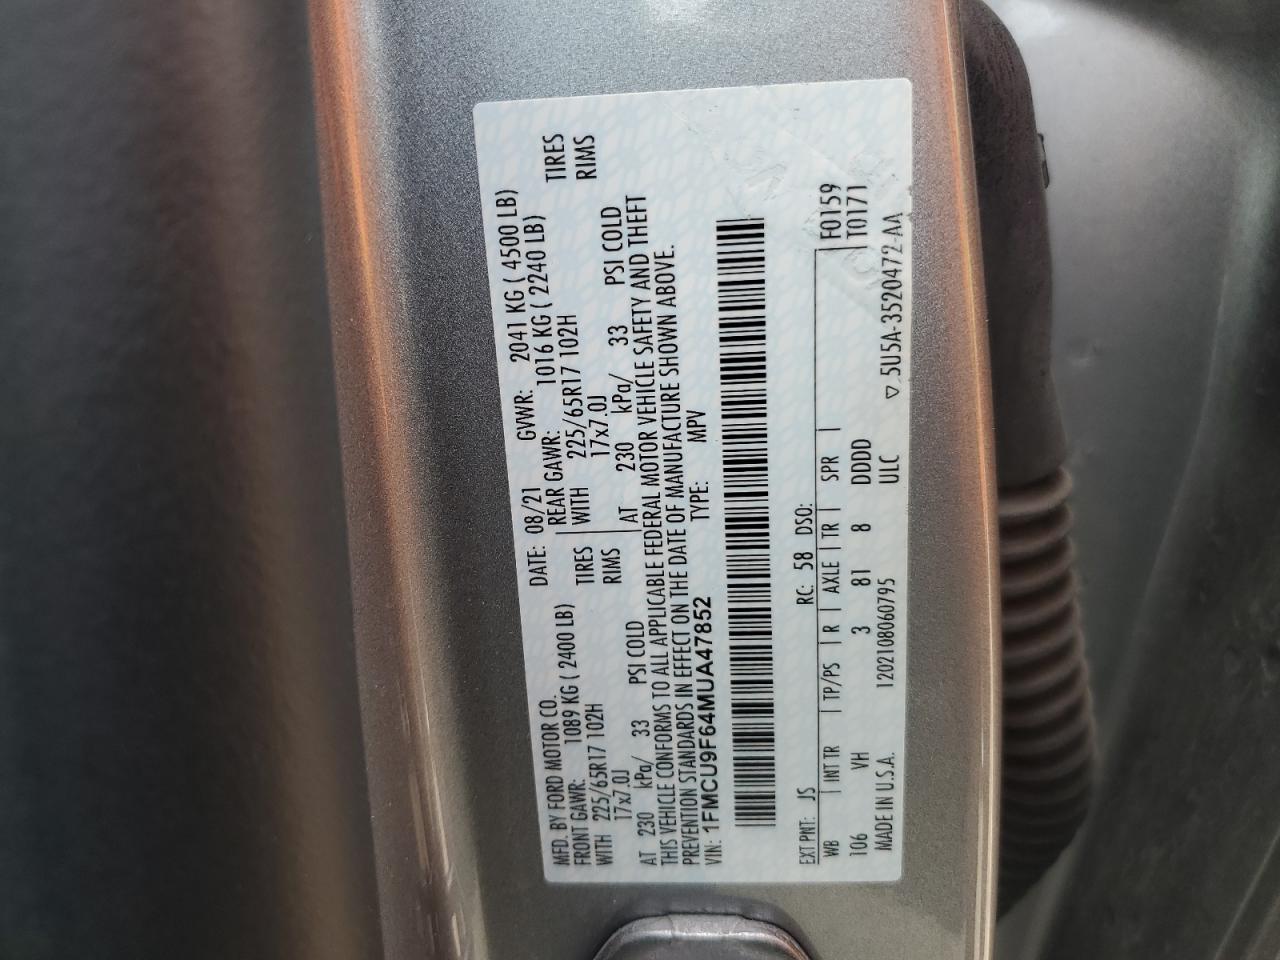 MFD. BY FORD MOTOR CO. DATE: 08/21 GVWR: 2041 KG ( 4500 LB)
FRONT GAWR: 1089 KG ( 2400 LB) REAR GAWR: 1016 KG ( 2240 LB)
WITH 225/65R17 102H TIRES WITH 225/65R17 102H TIRES
17x7.0J RIMS 17x7.0J RIMS
AT 230 kPa/ 33 PSI COLD AT 230 kPa/ 33 PSI COLD
THIS VEHICLE CONFORMS TO ALL APPLICABLE FEDERAL MOTOR VEHICLE SAFETY AND THEFT
PREVENTION STANDARDS IN EFFECT ON THE DATE OF MANUFACTURE SHOWN ABOVE.
VIN: 1FMCU9F64MUA47852 TYPE: MPV
EXT PNT: JS RC: 58 DSO:
WB INT TR TP/PS R AXLE TR SPR F0159
106 VH 3 81 8 DDDD T0171
MADE IN U.S.A. 1202108060795 ULC
▽ 5U5A-3520472-AA